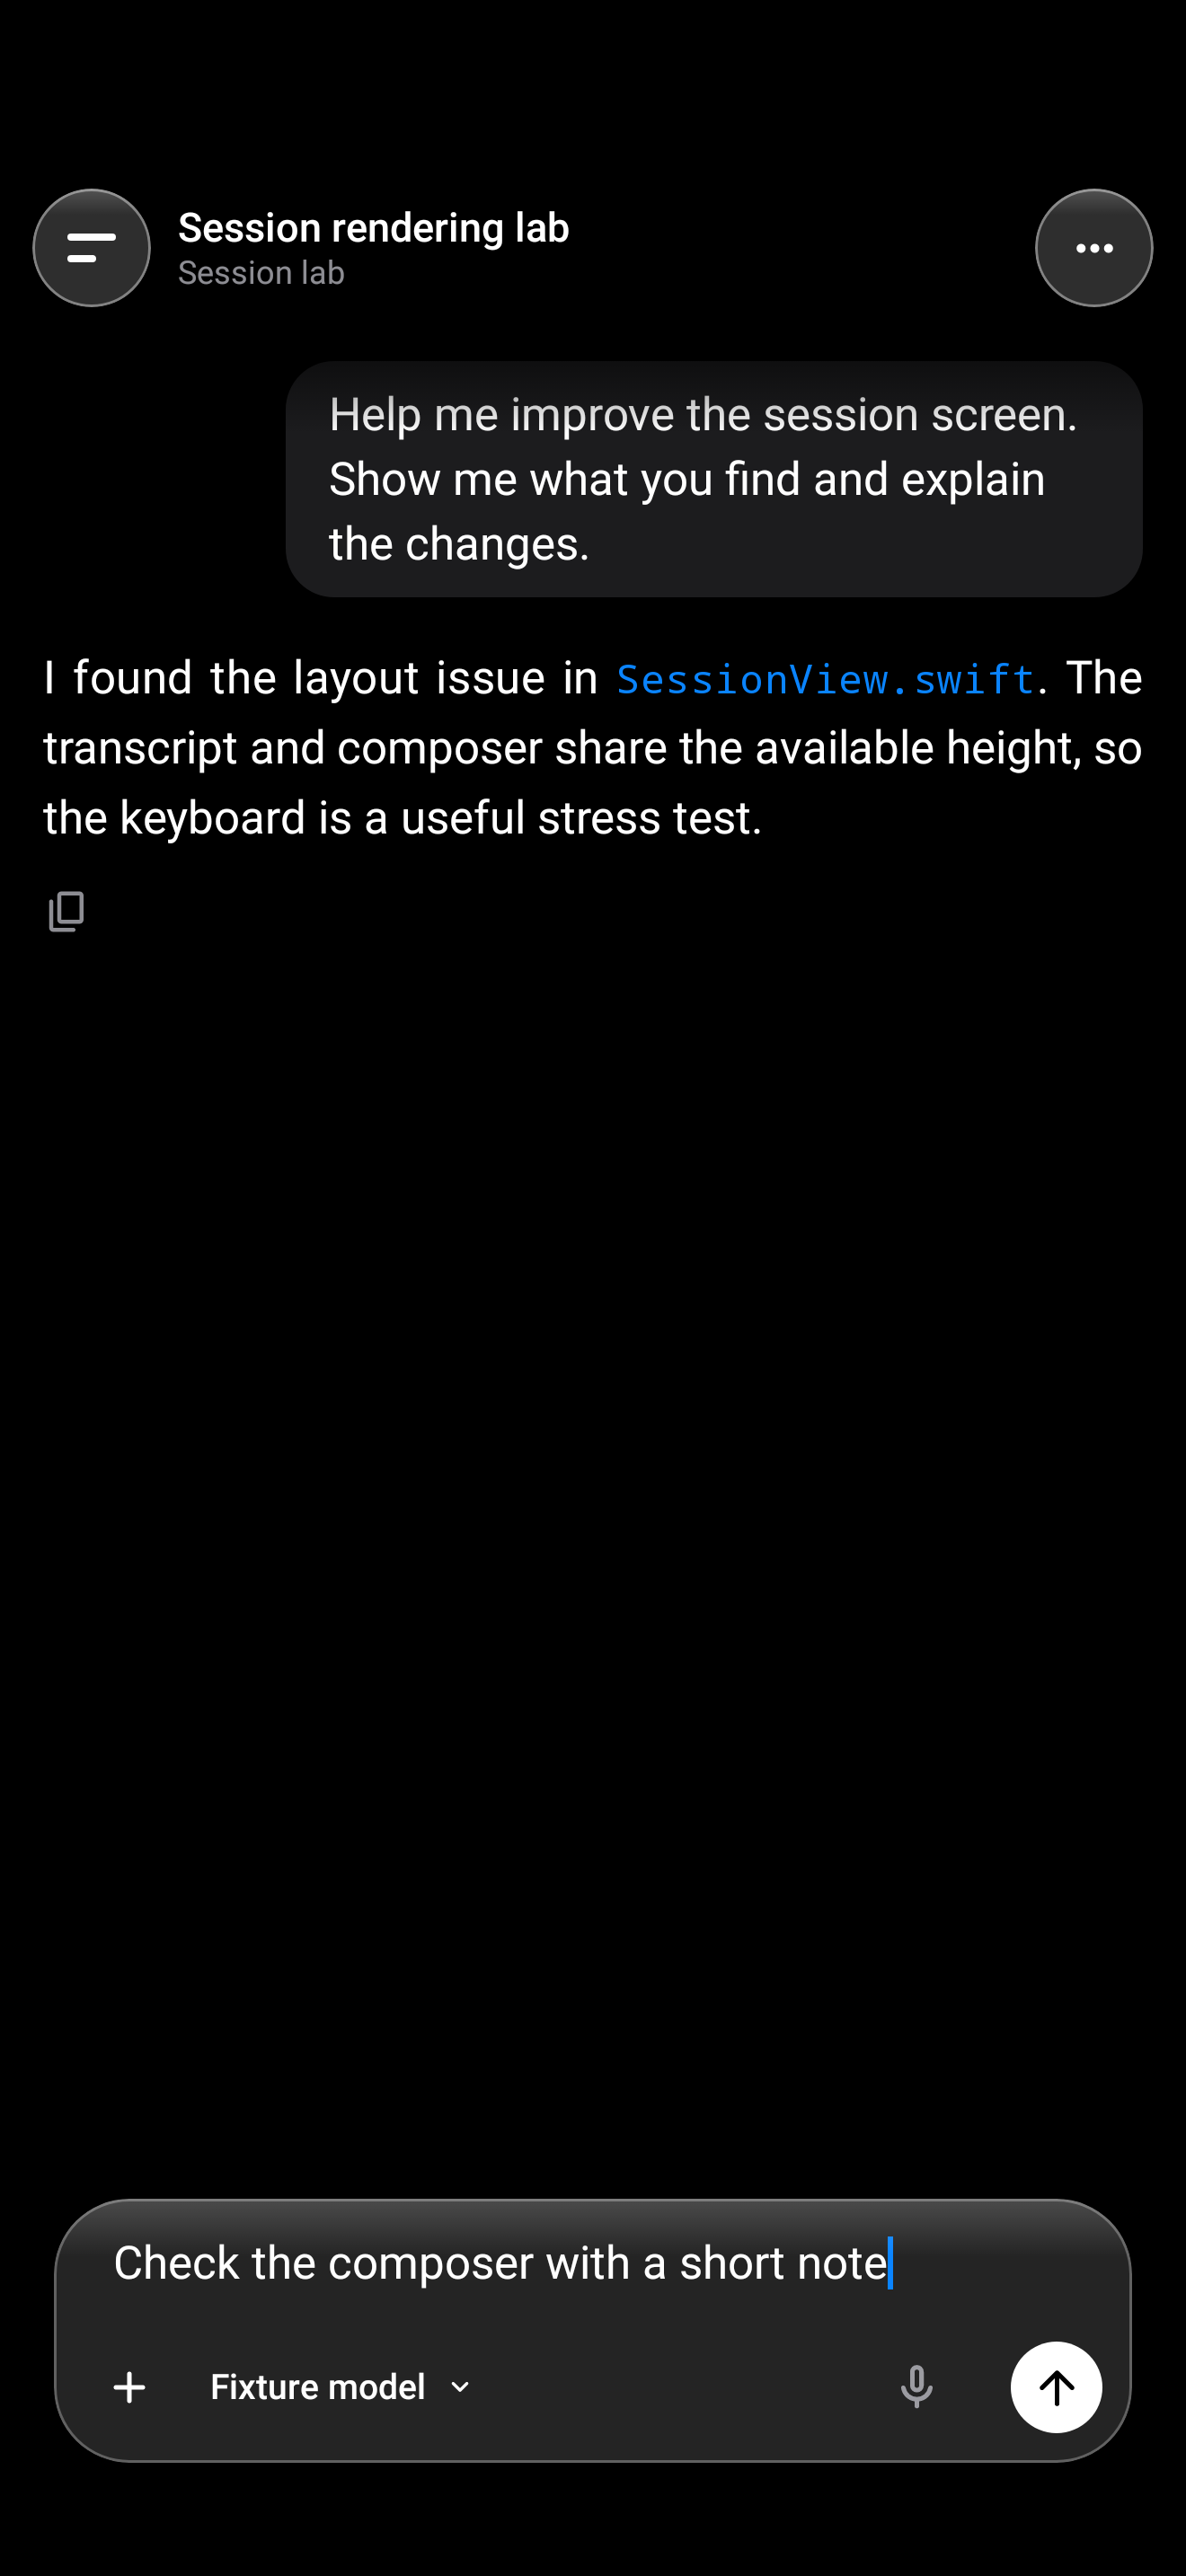 Session rendering lab
Session lab
Help me improve the session screen.
Show me what you find and explain
the changes.
I found the layout issue in SessionView.swift. The
transcript and composer share the available height, so
the keyboard is a useful stress test.
Check the composer with a short note
Fixture model